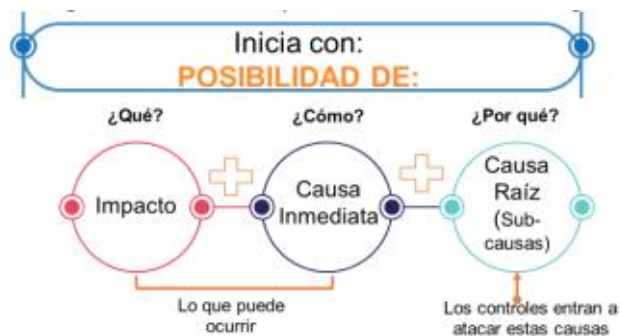 Inicia con:
POSIBILIDAD DE:
¿Qué?
¿Cómo?
¿Por qué?
Impacto
Causa
Inmediata
Causa
Raíz
(Sub-
causas)
Lo que puede
ocurrir
Los controles entran a
atacar estas causas